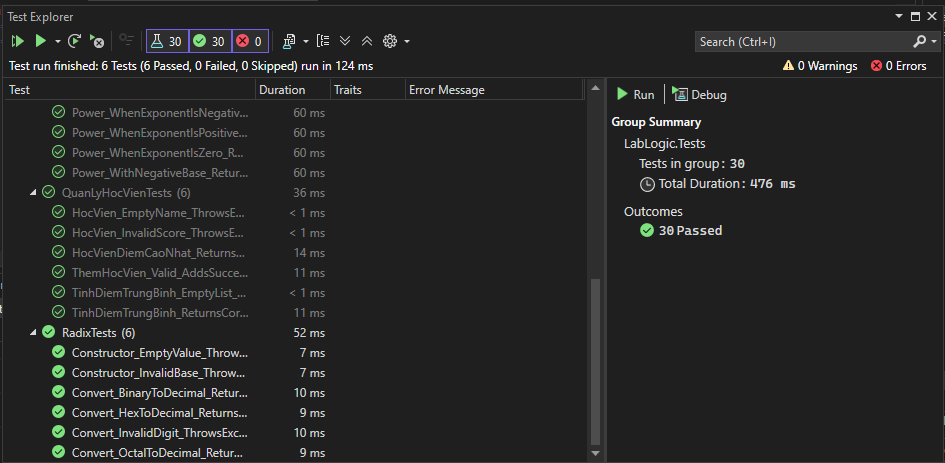 Test Explorer
30 30 0
Search (Ctrl+I)
Test run finished: 6 Tests (6 Passed, 0 Failed, 0 Skipped) run in 124 ms
0 Warnings 0 Errors
Test Duration Traits Error Message
Power_WhenExponentIsNegativ... 60 ms
Power_WhenExponentIsPositive... 60 ms
Power_WhenExponentIsZero_R... 60 ms
Power_WithNegativeBase_Retur... 60 ms
QuanLyHocVienTests (6) 36 ms
HocVien_EmptyName_ThrowsE... < 1 ms
HocVien_InvalidScore_ThrowsE... < 1 ms
HocVienDiemCaoNhat_Returns... 14 ms
ThemHocVien_Valid_AddsSucce... 11 ms
TinhDiemTrungBinh_EmptyList_... < 1 ms
TinhDiemTrungBinh_ReturnsCor... 11 ms
RadixTests (6) 52 ms
Constructor_EmptyValue_Throw... 7 ms
Constructor_InvalidBase_Throw... 7 ms
Convert_BinaryToDecimal_Retur... 10 ms
Convert_HexToDecimal_Returns... 9 ms
Convert_InvalidDigit_ThrowsExc... 10 ms
Convert_OctalToDecimal_Retur... 9 ms
Run Debug
Group Summary
LabLogic.Tests
Tests in group: 30
Total Duration: 476 ms
Outcomes
30 Passed